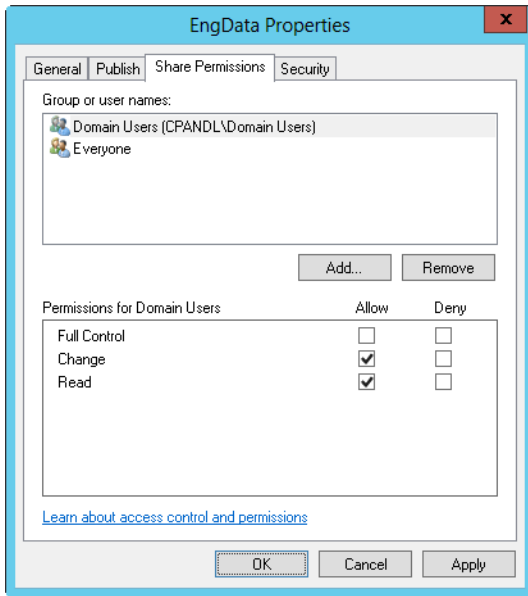 EngData Properties
x
General Publish Share Permissions Security
Group or user names:
Domain Users (CPANDL\Domain Users)
Everyone
Add... Remove
Permissions for Domain Users Allow Deny
Full Control
Change
Read
Learn about access control and permissions
OK Cancel Apply